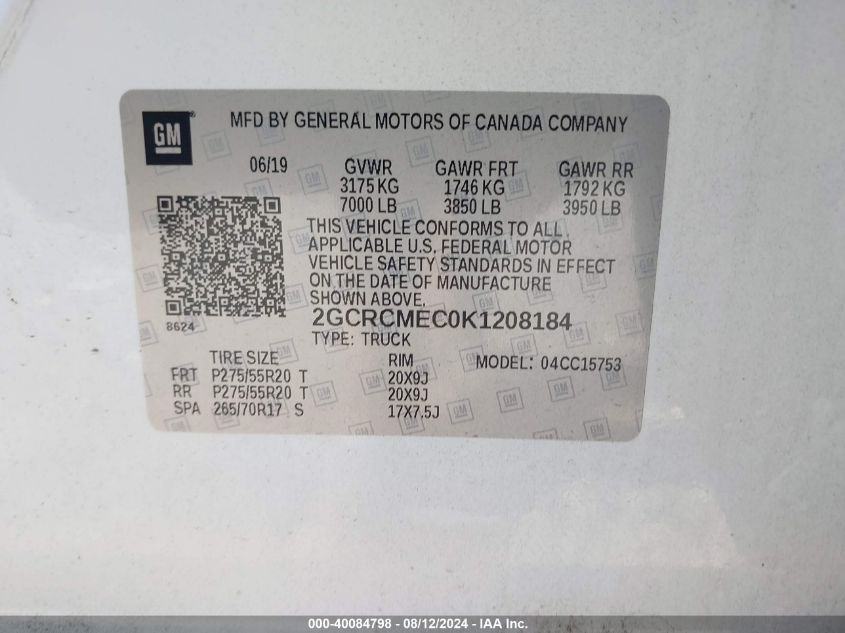 GM
MFD BY GENERAL MOTORS OF CANADA COMPANY
06/19 GVWR GAWR FRT GAWR RR
3175 KG 1746 KG 1792 KG
7000 LB 3850 LB 3950 LB
THIS VEHICLE CONFORMS TO ALL
APPLICABLE U.S. FEDERAL MOTOR
VEHICLE SAFETY STANDARDS IN EFFECT
ON THE DATE OF MANUFACTURE
SHOWN ABOVE.
8624
2GCRCMEC0K1208184
TYPE: TRUCK
TIRE SIZE RIM MODEL: 04CC15753
FRT P275/55R20 T 20X9J
RR P275/55R20 T 20X9J
SPA 265/70R17 S 17X7.5J
000-40084798 - 08/12/2024 - IAA Inc.